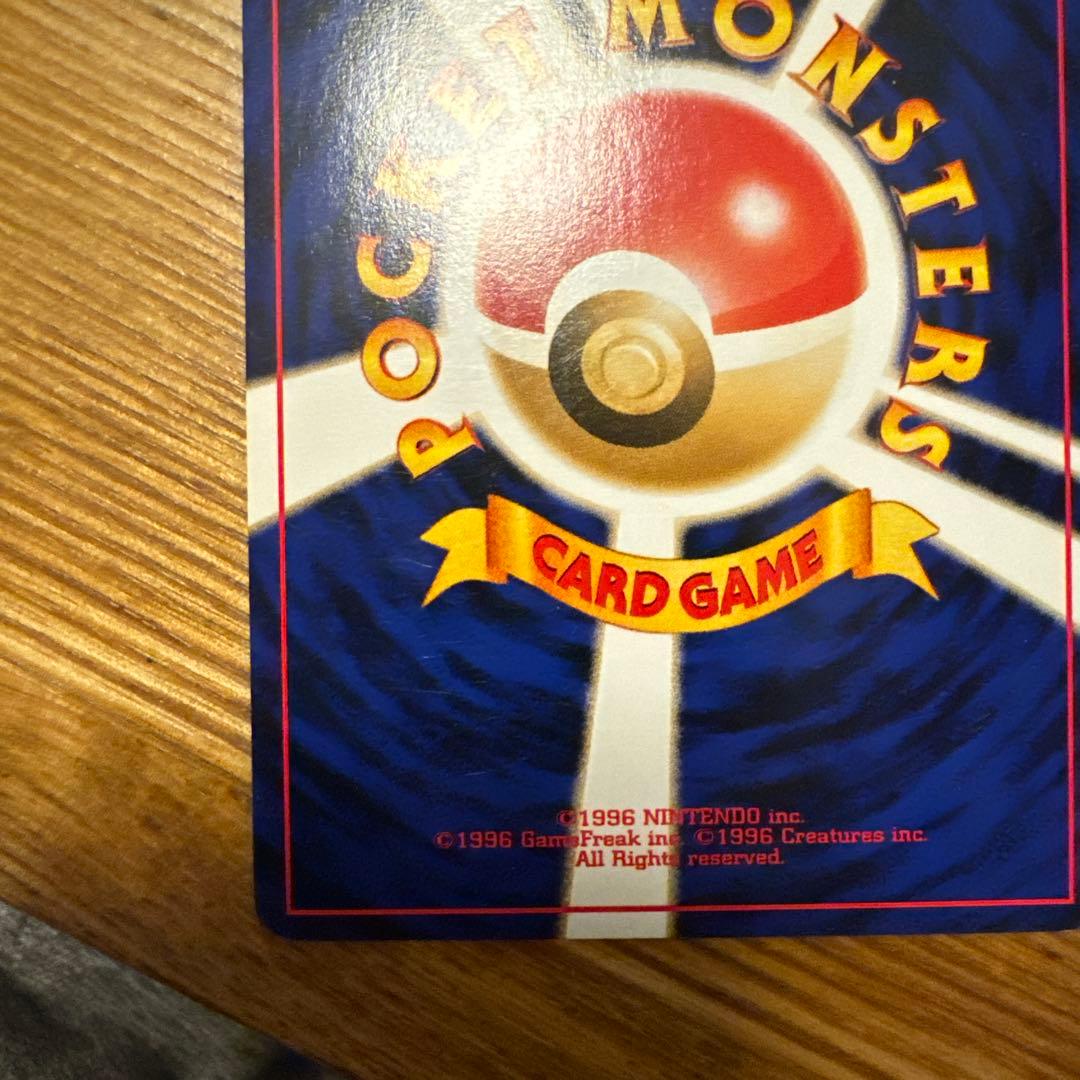 POCKET MONSTERS
CARD GAME
©1996 NINTENDO inc.
©1996 GameFreak inc. ©1996 Creatures inc.
All Rights reserved.